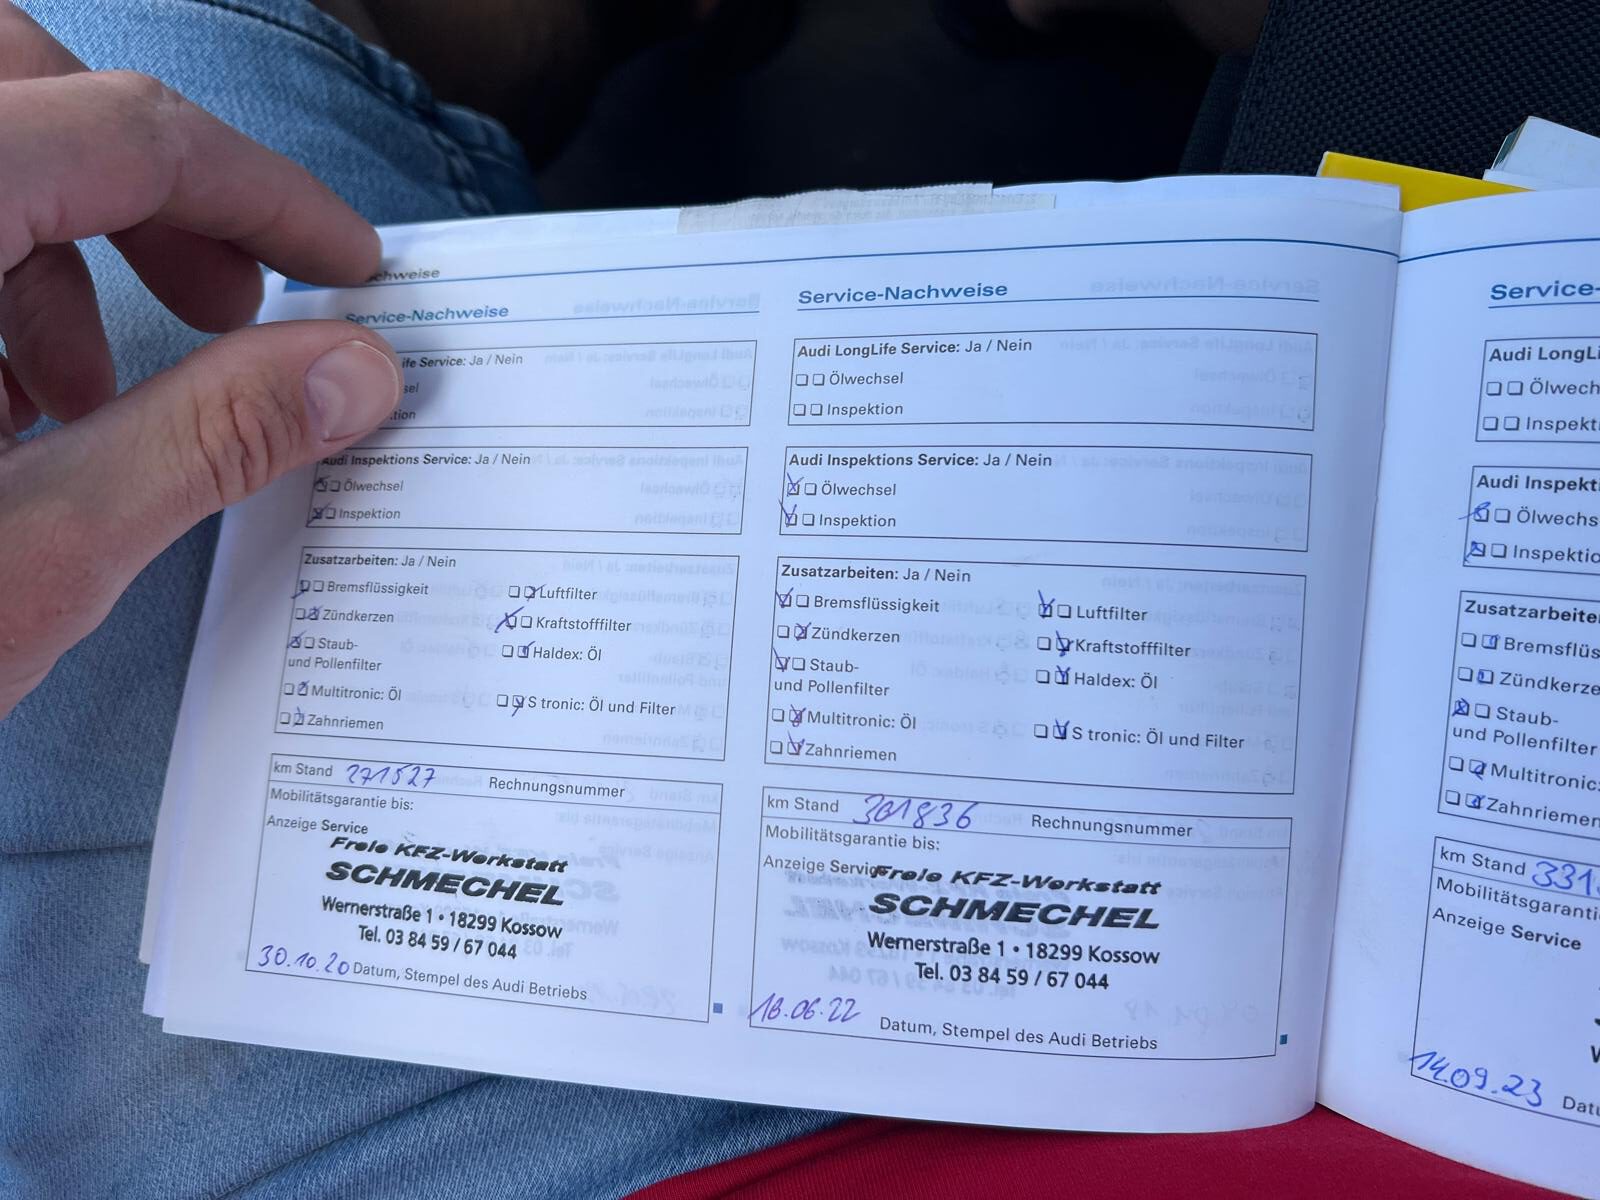 chweise
Service-Nachweise
ife Service: Ja / Nein
sel
tion
Audi Inspektions Service: Ja / Nein
Ölwechsel
Inspektion
Zusatzarbeiten: Ja / Nein
Bremsflüssigkeit
Luftfilter
Zündkerzen
Kraftstofffilter
Staub-
und Pollenfilter
Haldex: Öl
Multitronic: Öl
S tronic: Öl und Filter
Zahnriemen
km Stand 271527 Rechnungsnummer
Mobilitätsgarantie bis:
Anzeige Service
Freie KFZ-Werkstatt
SCHMECHEL
Wernerstraße 1 • 18299 Kossow
Tel. 03 84 59 / 67 044
30.10.20 Datum, Stempel des Audi Betriebs
Service-Nachweise
Audi LongLife Service: Ja / Nein
Ölwechsel
Inspektion
Audi Inspektions Service: Ja / Nein
Ölwechsel
Inspektion
Zusatzarbeiten: Ja / Nein
Bremsflüssigkeit
Luftfilter
Zündkerzen
Kraftstofffilter
Staub-
und Pollenfilter
Haldex: Öl
Multitronic: Öl
S tronic: Öl und Filter
Zahnriemen
km Stand 301836 Rechnungsnummer
Mobilitätsgarantie bis:
Anzeige Servic
Freie KFZ-Werkstatt
SCHMECHEL
Wernerstraße 1 • 18299 Kossow
Tel. 03 84 59 / 67 044
16.06.22 Datum, Stempel des Audi Betriebs
Service-
Audi LongLi
Ölwech
Inspekt
Audi Inspekt
Ölwechs
Inspektio
Zusatzarbeite
Bremsflüs
Zündkerze
Staub-
und Pollenfilter
Multitronic:
Zahnriemen
km Stand 331
Mobilitätsgaranti
Anzeige Service
14.09.23 Datu